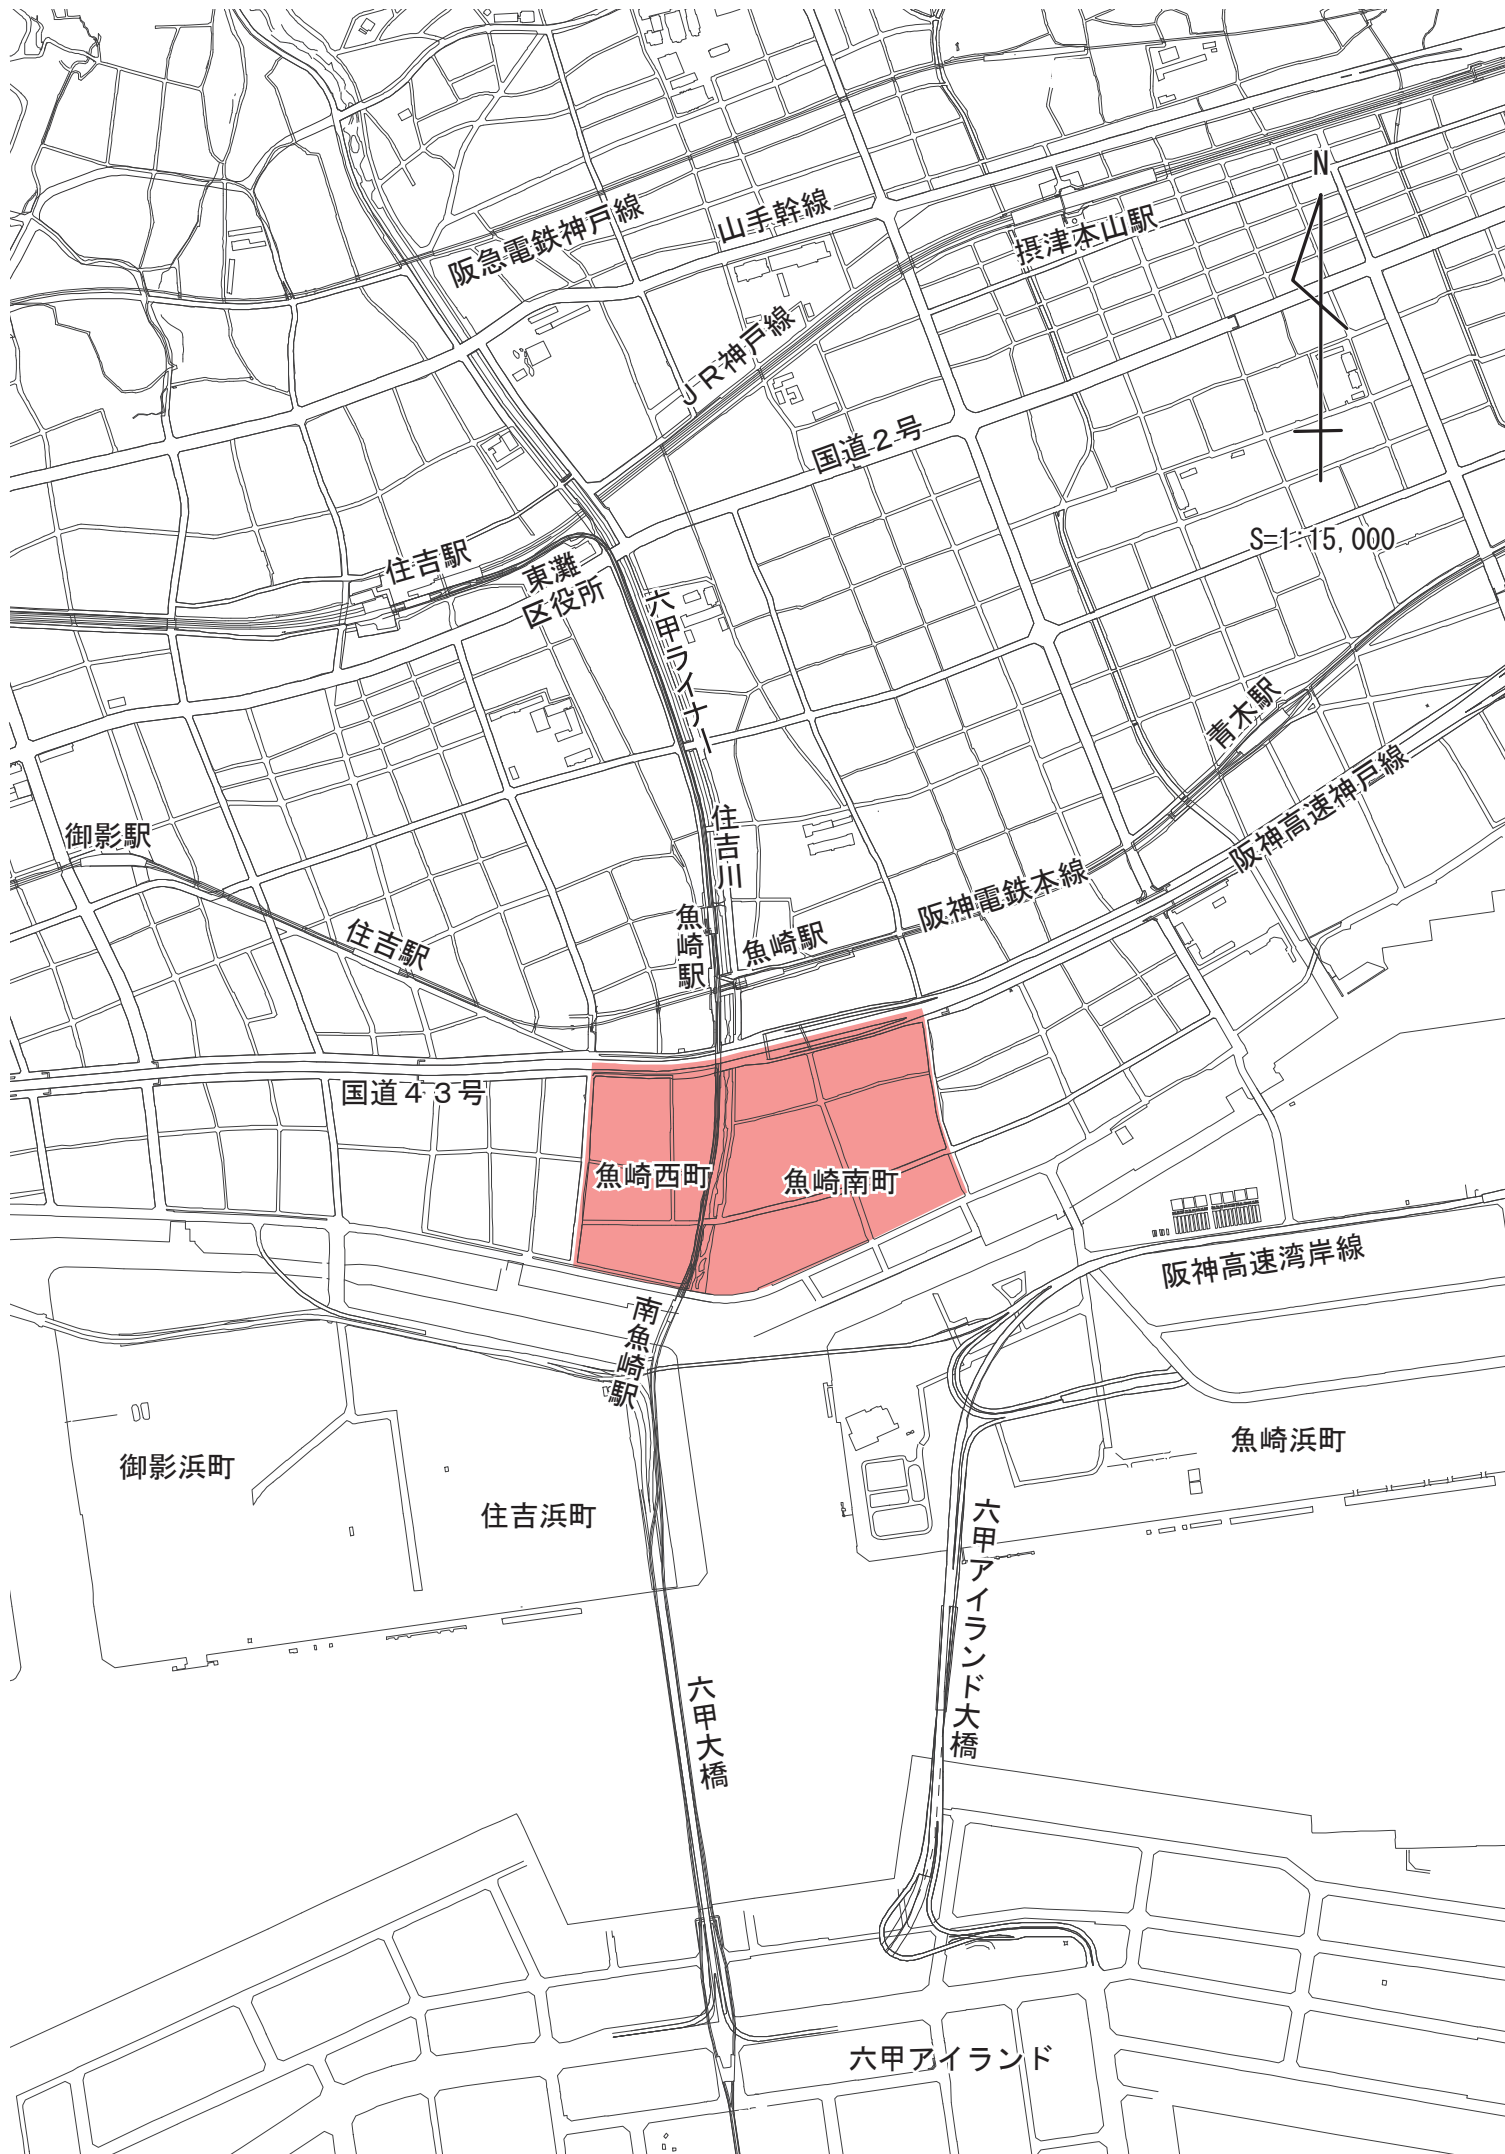 N
山手幹線
阪急電鉄神戸線
摂津本山駅
JR神戸線
国道2号
S=1:15,000
住吉駅
東灘
区役所
六甲ライナー
青木駅
阪神高速神戸線
御影駅
住吉川
住吉駅
魚崎駅
魚崎駅
阪神電鉄本線
国道43号
魚崎西町
魚崎南町
阪神高速湾岸線
南魚崎駅
御影浜町
魚崎浜町
住吉浜町
六甲アイランド大橋
六甲大橋
六甲アイランド